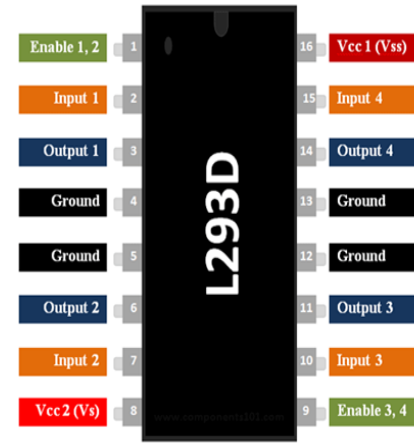 Enable 1, 2 1 16 Vcc 1 (Vss)
Input 1 2 15 Input 4
Output 1 3 14 Output 4
Ground 4 13 Ground
L293D
Ground 5 12 Ground
Output 2 6 11 Output 3
Input 2 7 10 Input 3
Vcc 2 (Vs) 8 9 Enable 3, 4
www.components101.com